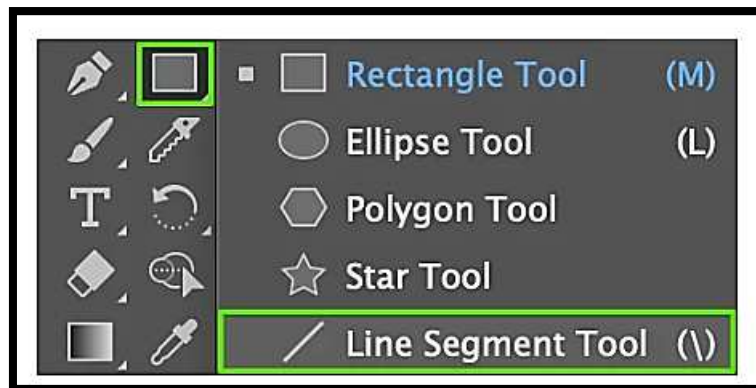 Rectangle Tool (M)
Ellipse Tool (L)
T Polygon Tool
Star Tool
Line Segment Tool (\)